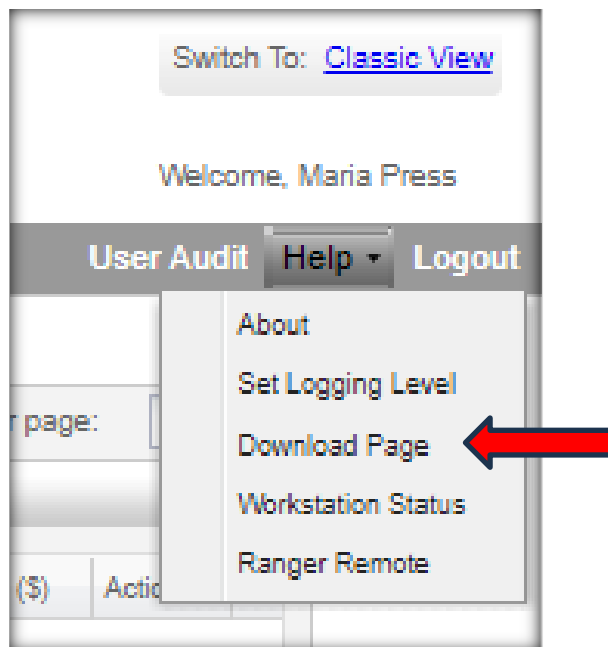 Switch To: Classic View
Welcome, Maria Press
User Audit Help Logout
About
Set Logging Level
r page:
Download Page
Workstation Status
Ranger Remote
($) Actio